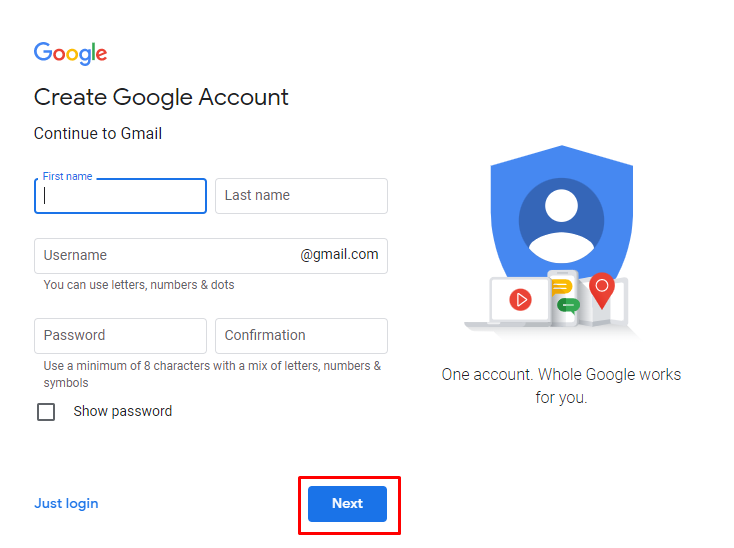 Google
Create Google Account
Continue to Gmail
First name
Last name
Username
@gmail.com
You can use letters, numbers & dots
Password
Confirmation
Use a minimum of 8 characters with a mix of letters, numbers &
symbols
Show password
Just login
Next
One account. Whole Google works
for you.